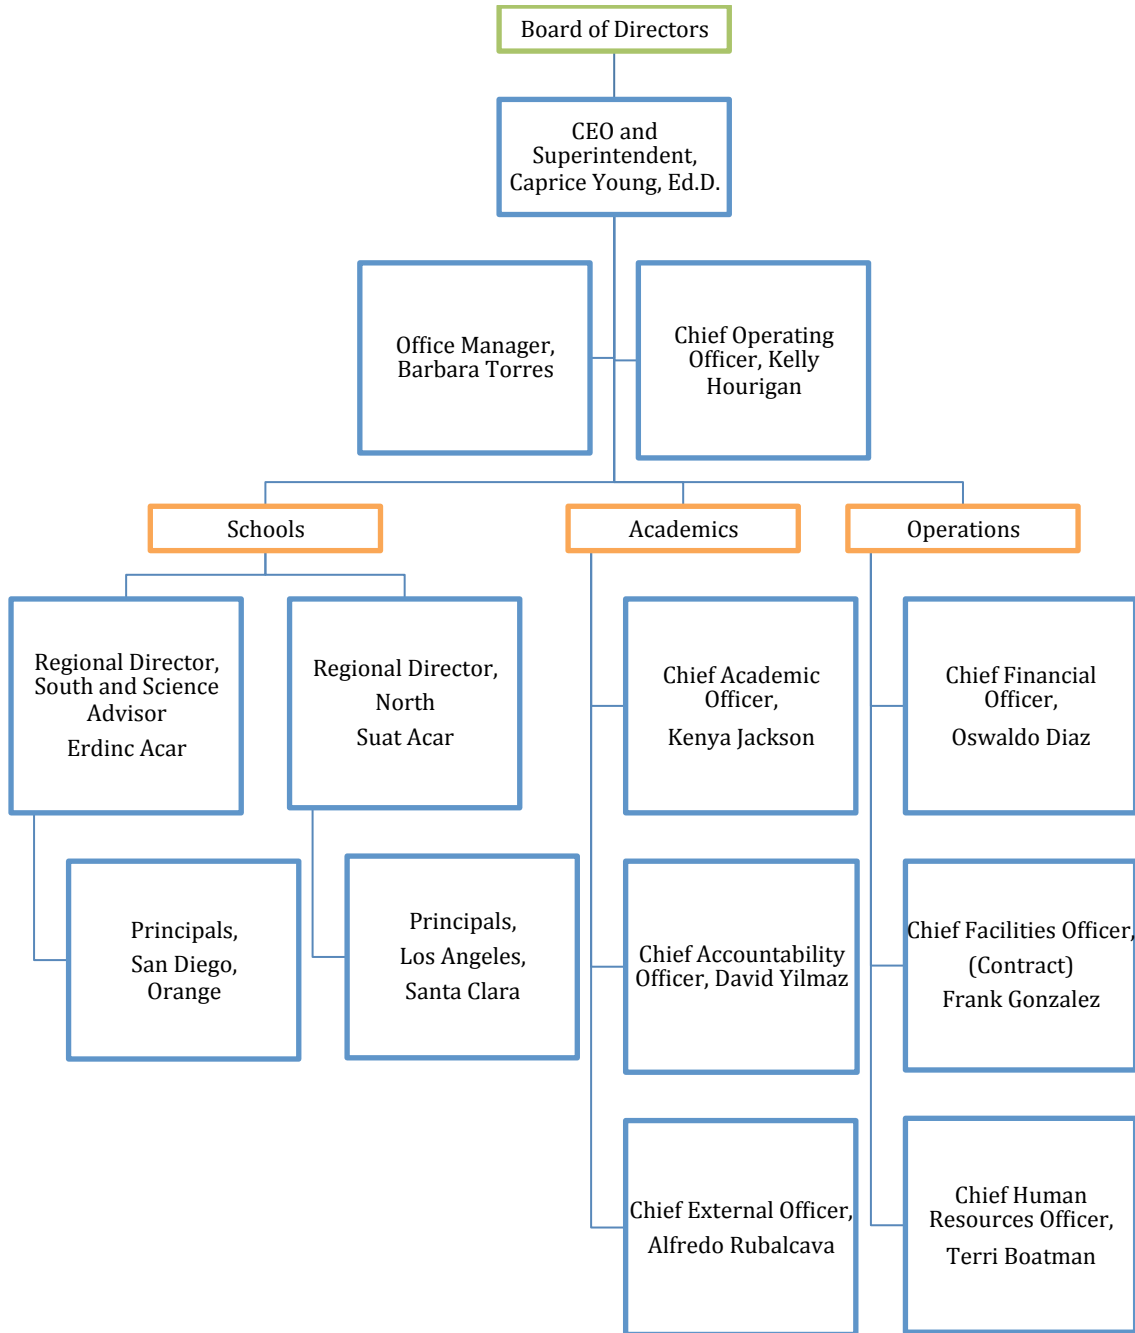 Board of Directors
CEO and
Superintendent,
Caprice Young, Ed.D.
Office Manager,
Barbara Torres
Chief Operating
Officer, Kelly
Hourigan
Schools
Academics
Operations
Regional Director,
South and Science
Advisor
Erdinc Acar
Regional Director,
North
Suat Acar
Chief Academic
Officer,
Kenya Jackson
Chief Financial
Officer,
Oswaldo Diaz
Principals,
San Diego,
Orange
Principals,
Los Angeles,
Santa Clara
Chief Accountability
Officer, David Yilmaz
Chief Facilities Officer,
(Contract)
Frank Gonzalez
Chief External Officer,
Alfredo Rubalcava
Chief Human
Resources Officer,
Terri Boatman